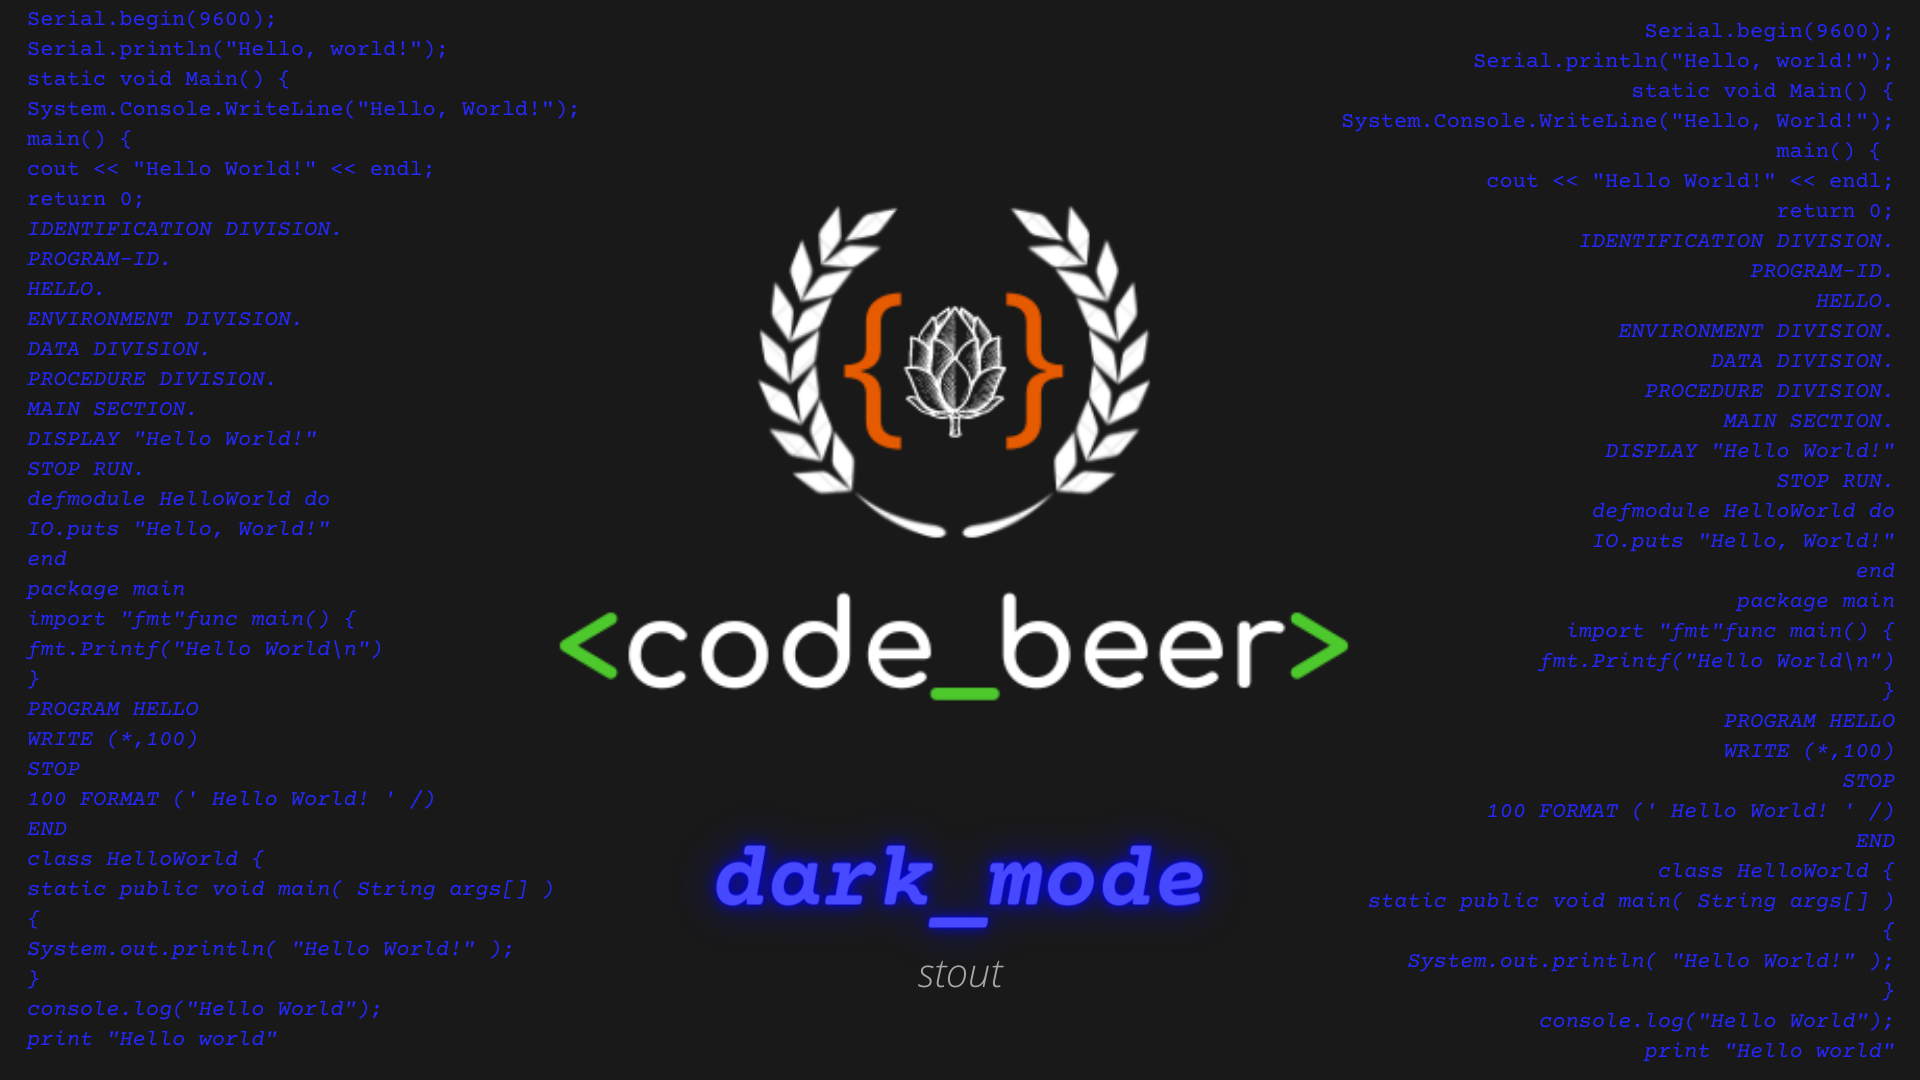 Serial.begin(9600);
Serial.println("Hello, world!");
static void Main() {
System.Console.WriteLine("Hello, World!");
main() {
cout << "Hello World!" << endl;
return 0;
IDENTIFICATION DIVISION.
PROGRAM-ID.
HELLO.
ENVIRONMENT DIVISION.
DATA DIVISION.
PROCEDURE DIVISION.
MAIN SECTION.
DISPLAY "Hello World!"
STOP RUN.
defmodule HelloWorld do
IO.puts "Hello, World!"
end
package main
import "fmt"func main() {
fmt.Printf("Hello World\n")
}
PROGRAM HELLO
WRITE (*,100)
STOP
100 FORMAT (' Hello World! ' /)
END
class HelloWorld {
static public void main( String args[] )
{
System.out.println( "Hello World!" );
}
console.log("Hello World");
print "Hello world"
{ }
<code_beer>
dark_mode
stout
Serial.begin(9600);
Serial.println("Hello, world!");
static void Main() {
System.Console.WriteLine("Hello, World!");
main() {
cout << "Hello World!" << endl;
return 0;
IDENTIFICATION DIVISION.
PROGRAM-ID.
HELLO.
ENVIRONMENT DIVISION.
DATA DIVISION.
PROCEDURE DIVISION.
MAIN SECTION.
DISPLAY "Hello World!"
STOP RUN.
defmodule HelloWorld do
IO.puts "Hello, World!"
end
package main
import "fmt"func main() {
fmt.Printf("Hello World\n")
}
PROGRAM HELLO
WRITE (*,100)
STOP
100 FORMAT (' Hello World! ' /)
END
class HelloWorld {
static public void main( String args[] )
{
System.out.println( "Hello World!" );
}
console.log("Hello World");
print "Hello world"